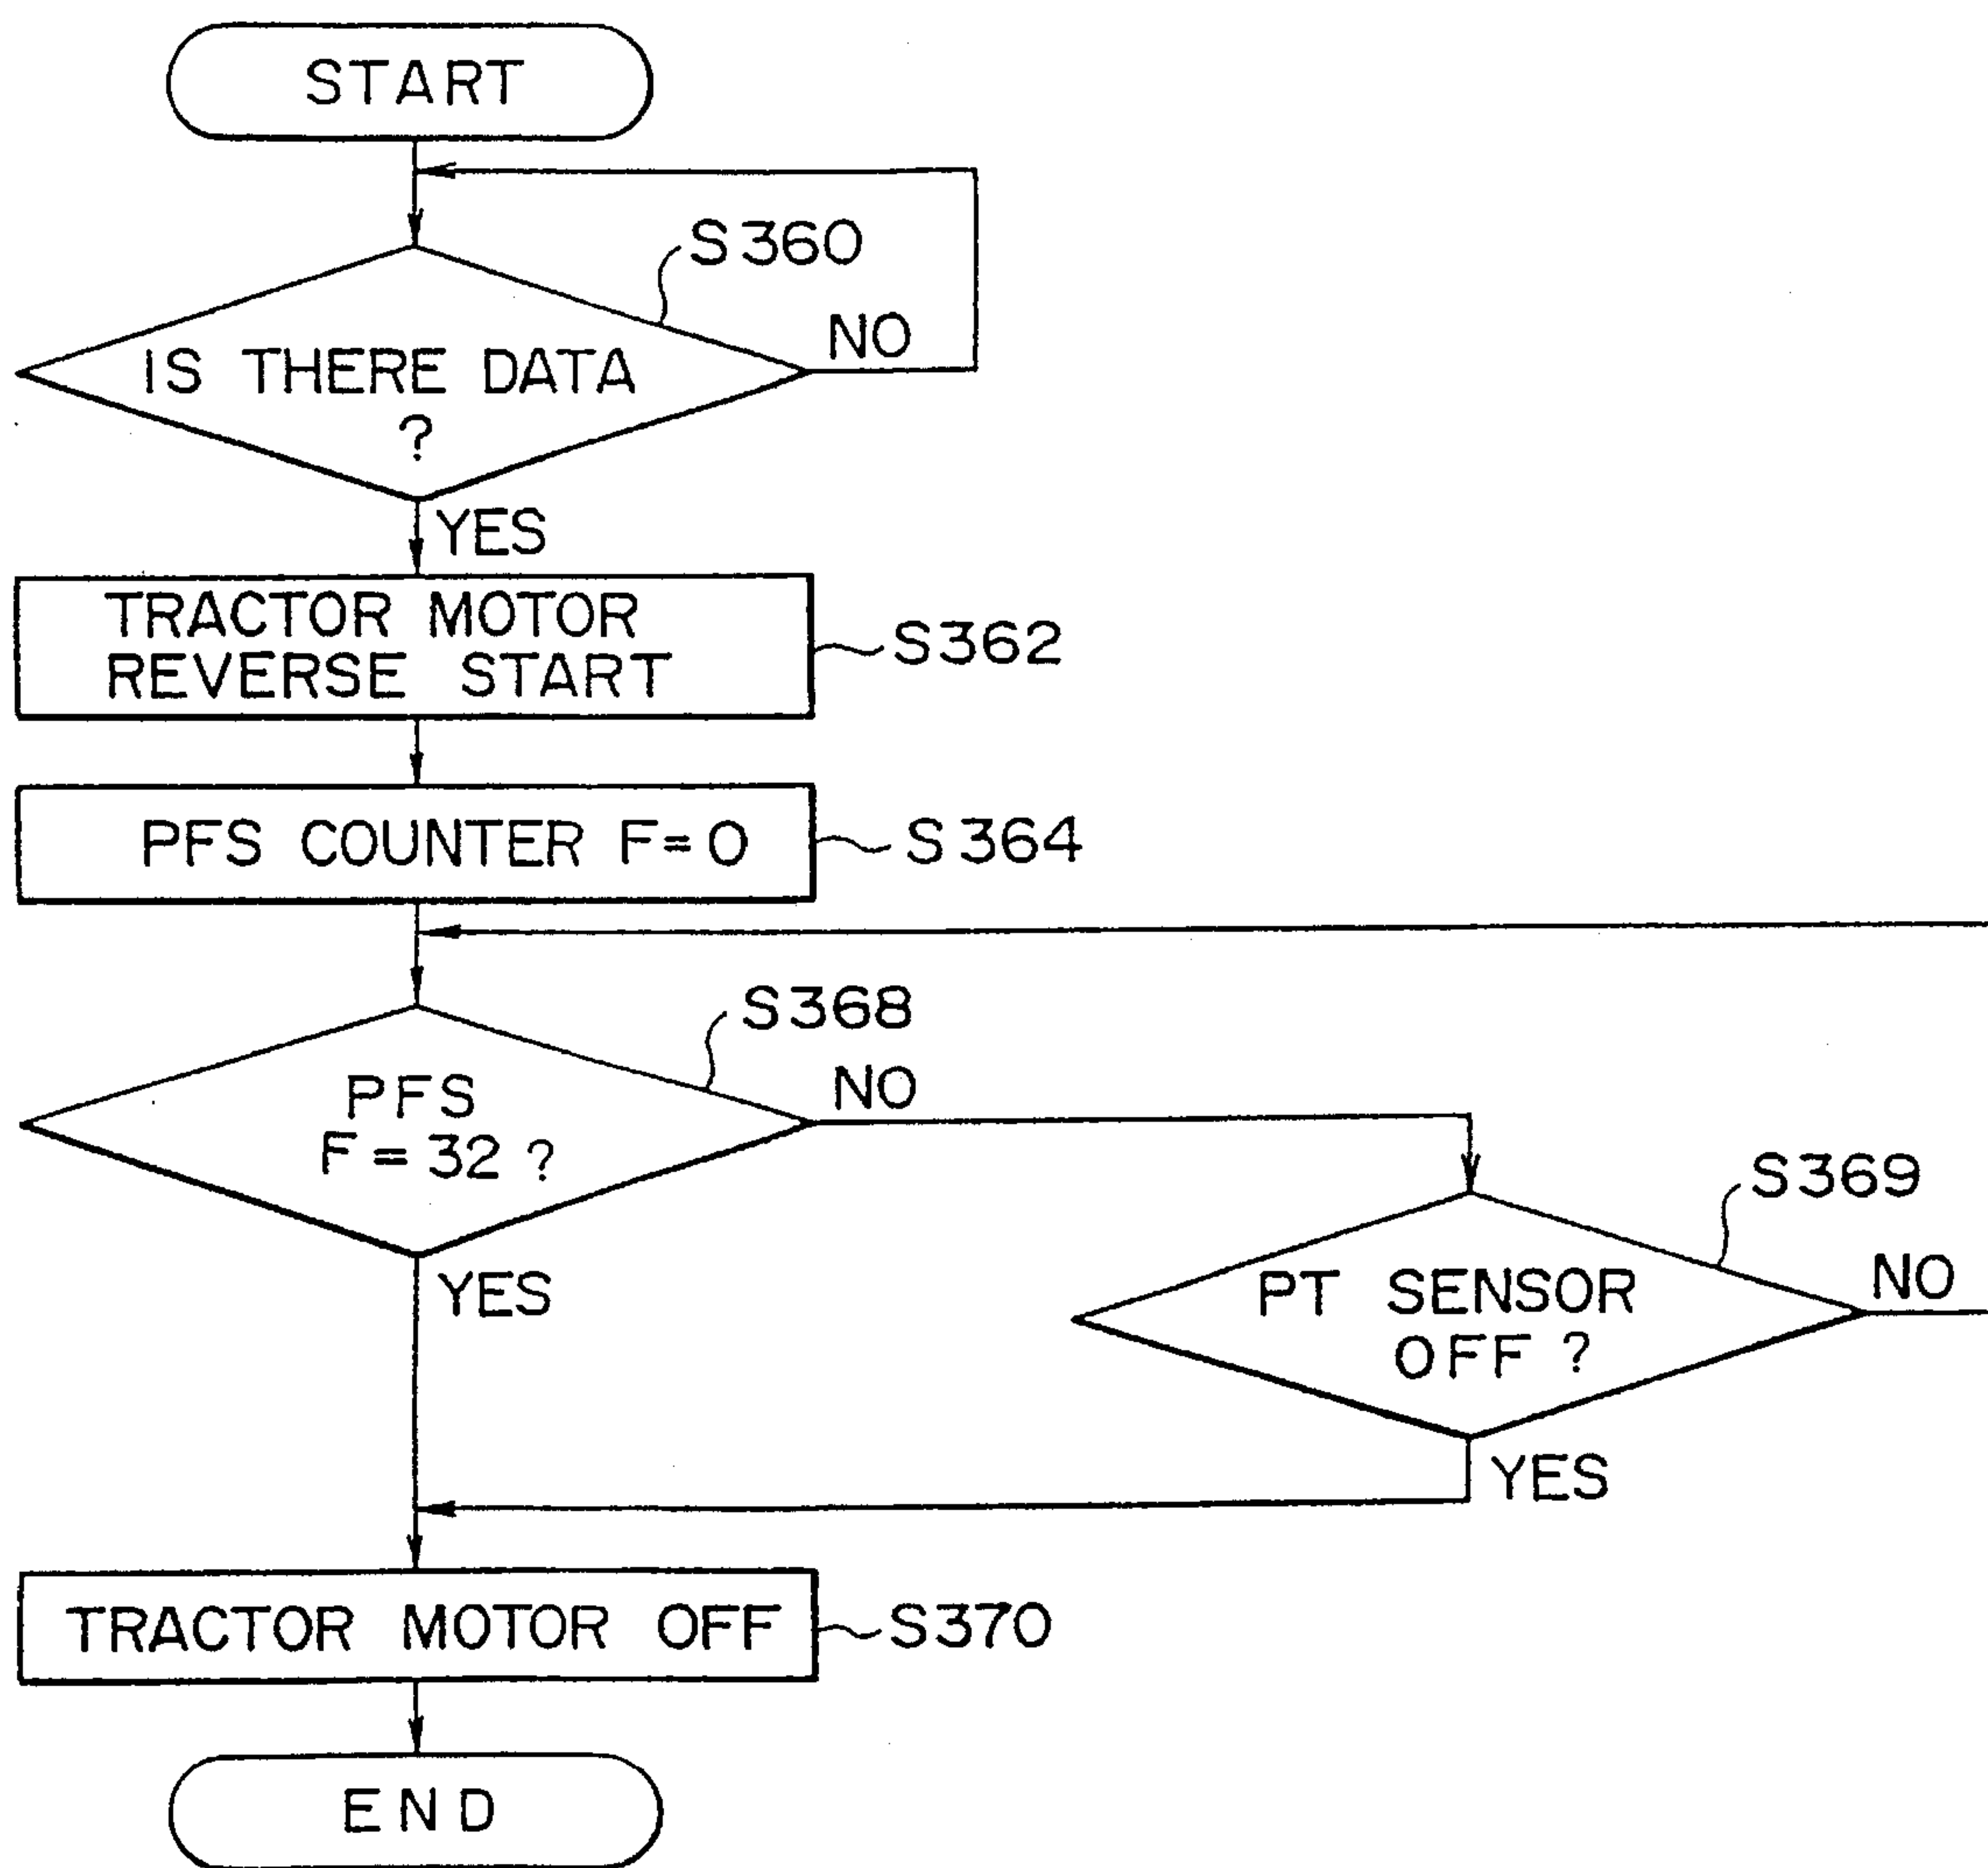 START
S360
NO
IS THERE DATA
?
YES
TRACTOR MOTOR
REVERSE START
S362
PFS COUNTER F=0
S364
S368
NO
PFS
F=32 ?
YES
S369
NO
PT SENSOR
OFF ?
YES
TRACTOR MOTOR OFF
S370
END